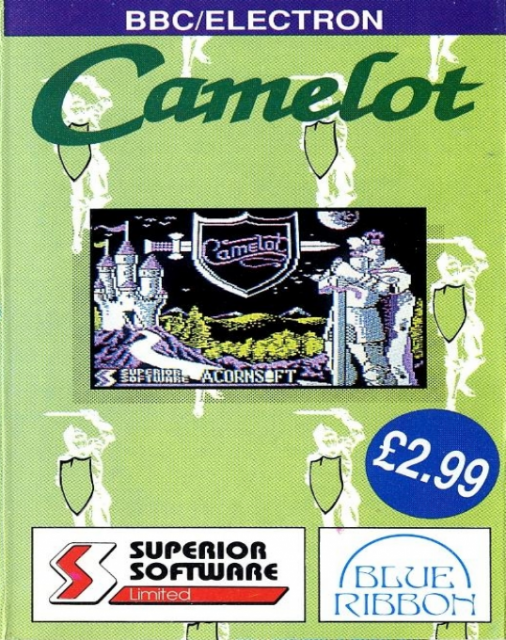 BBC/ELECTRON
Camelot
Camelot
SUPERIOR
SOFTWARE
ACORNSOFT
£2.99
SUPERIOR
SOFTWARE
Limited
BLUE
RIBBON